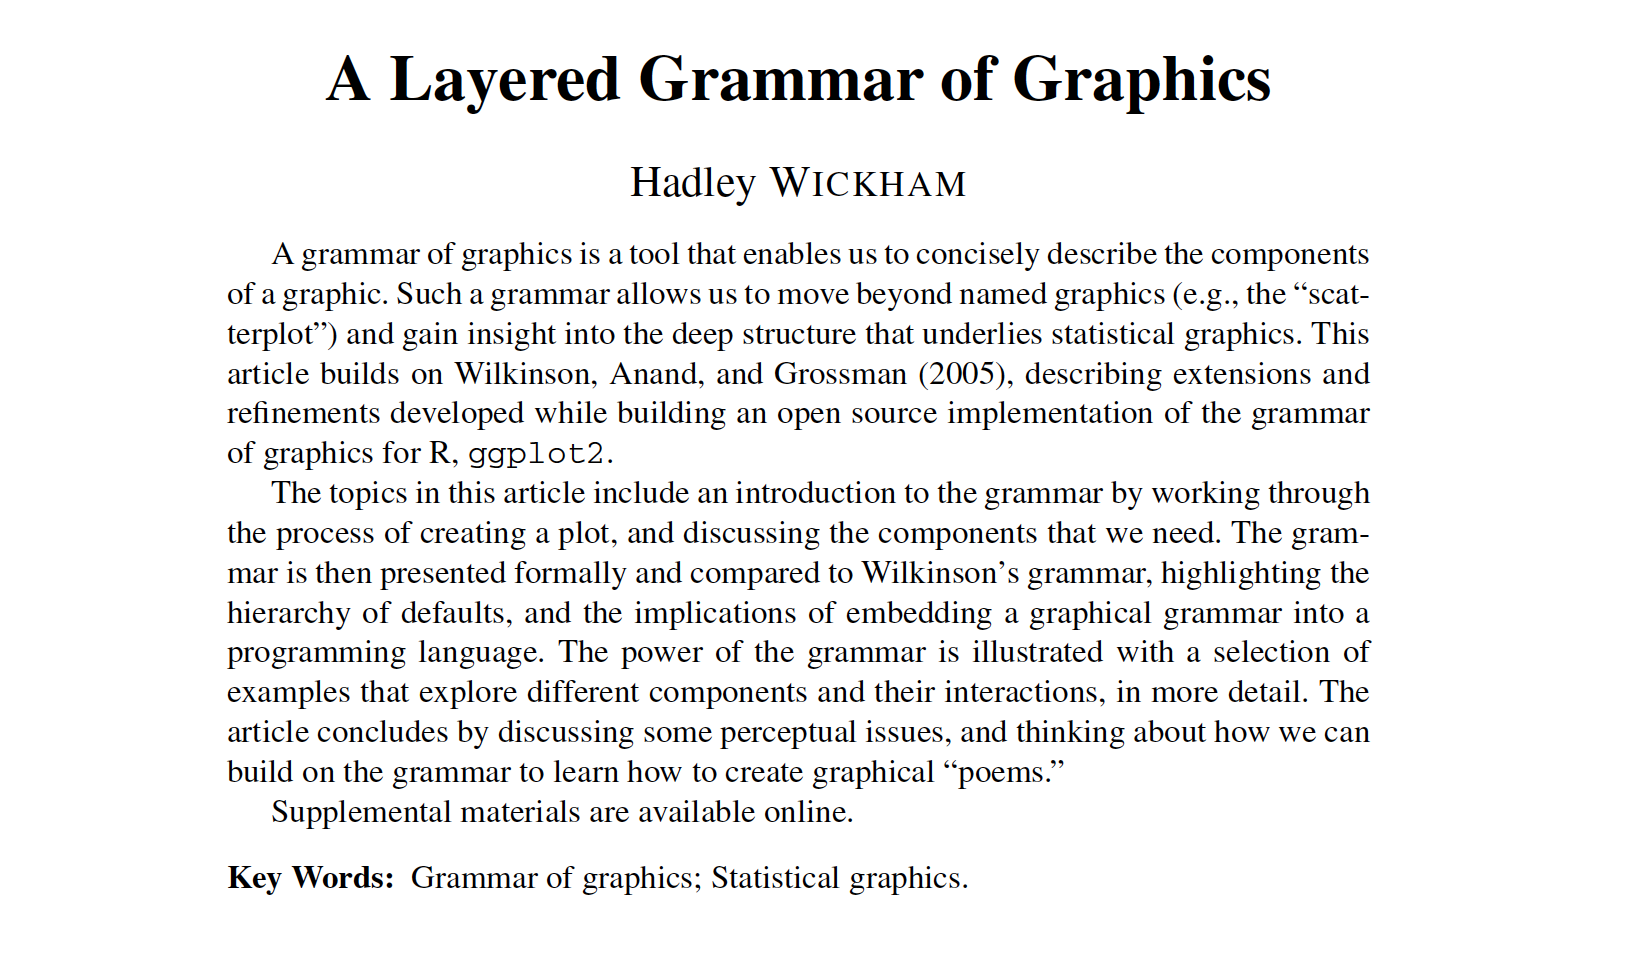 A Layered Grammar of Graphics
Hadley WICKHAM
A grammar of graphics is a tool that enables us to concisely describe the components
of a graphic. Such a grammar allows us to move beyond named graphics (e.g., the “scat-
terplot”) and gain insight into the deep structure that underlies statistical graphics. This
article builds on Wilkinson, Anand, and Grossman (2005), describing extensions and
refinements developed while building an open source implementation of the grammar
of graphics for R, ggplot2.
The topics in this article include an introduction to the grammar by working through
the process of creating a plot, and discussing the components that we need. The gram-
mar is then presented formally and compared to Wilkinson’s grammar, highlighting the
hierarchy of defaults, and the implications of embedding a graphical grammar into a
programming language. The power of the grammar is illustrated with a selection of
examples that explore different components and their interactions, in more detail. The
article concludes by discussing some perceptual issues, and thinking about how we can
build on the grammar to learn how to create graphical “poems.”
Supplemental materials are available online.
Key Words: Grammar of graphics; Statistical graphics.